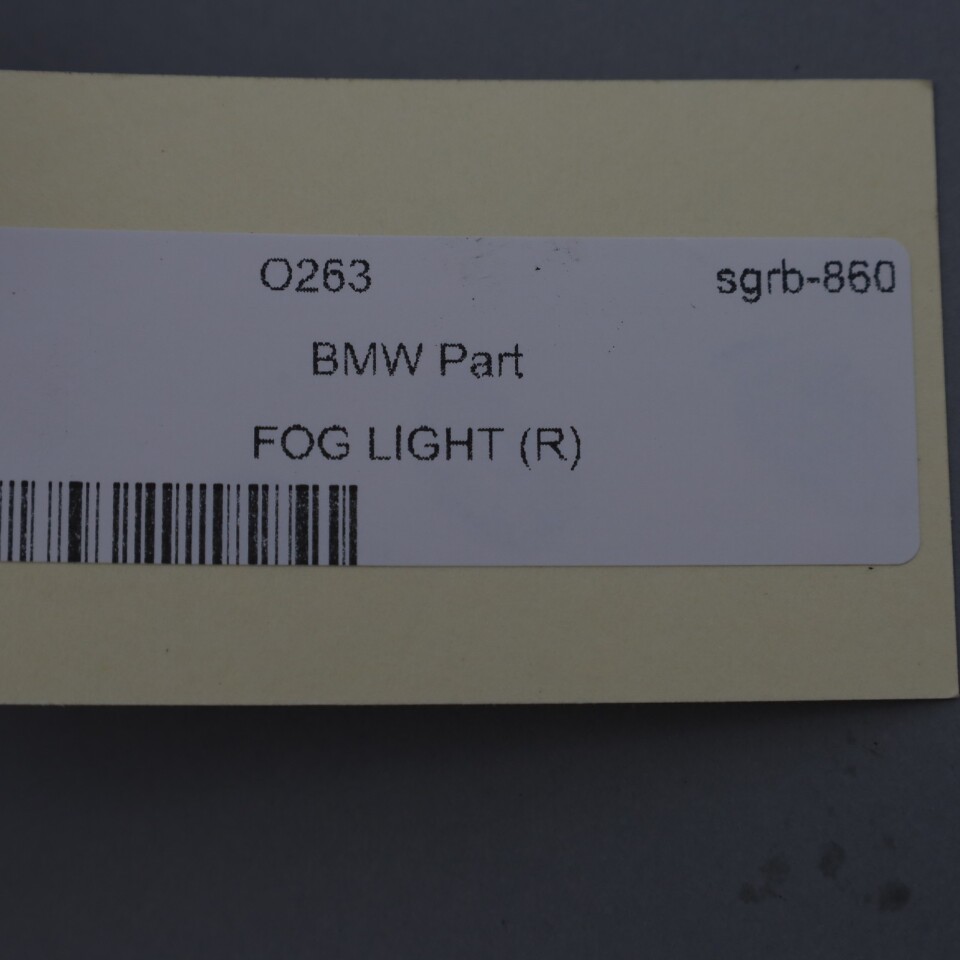 O263 sgrb-860
BMW Part
FOG LIGHT (R)